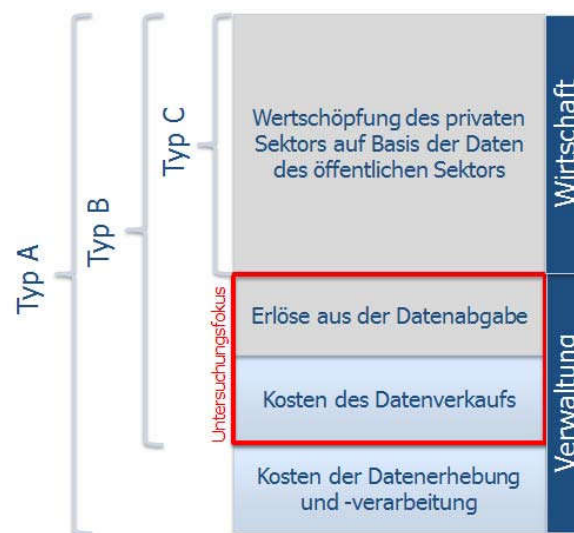 Typ A
Typ B
Typ C
Wertschöpfung des privaten
Sektors auf Basis der Daten
des öffentlichen Sektors
Wirtschaft
Untersuchungsfokus
Erlöse aus der Datenabgabe
Kosten des Datenverkaufs
Kosten der Datenerhebung
und -verarbeitung
Verwaltung